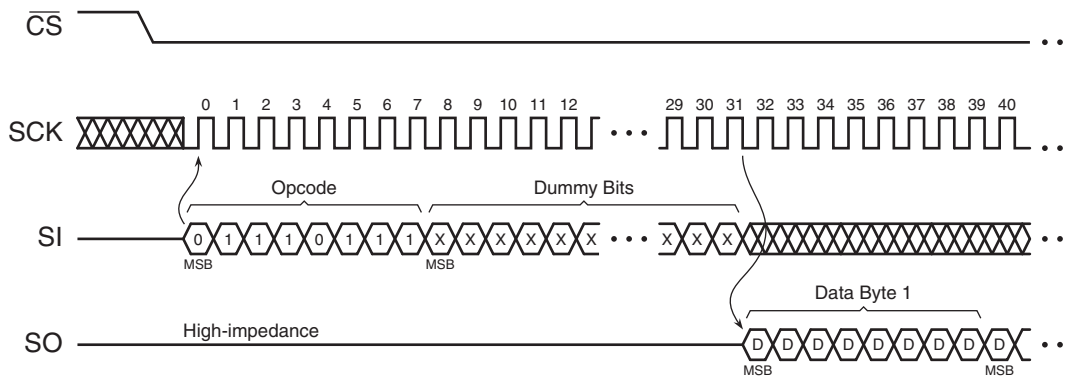 CS
0 1 2 3 4 5 6 7 8 9 10 11 12 29 30 31 32 33 34 35 36 37 38 39 40
SCK
Opcode Dummy Bits
SI 0 1 1 1 0 1 1 1 X X X X X X X X X
MSB MSB
Data Byte 1
High-impedance
SO D D D D D D D D D
MSB MSB